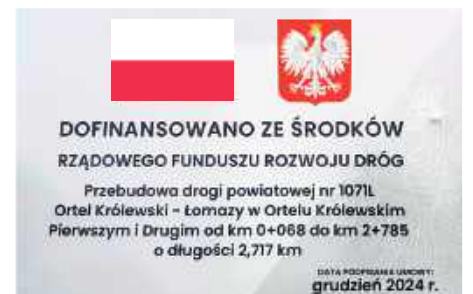 DOFINANSOWANO ZE ŚRODKÓW
RZĄDOWEGO FUNDUSZU ROZWOJU DRÓG
Przebudowa drogi powiatowej nr 1071L
Ortel Królewski - Łomazy w Ortelu Królewskim
Pierwszym i Drugim od km 0+068 do km 2+785
o długości 2,717 km
DATA PODPISANIA UMOWY:
grudzień 2024 r.